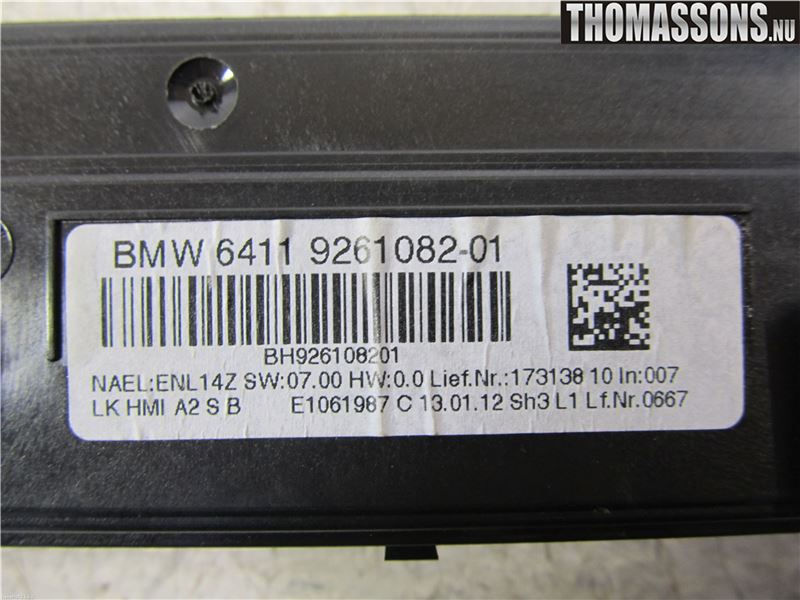 THOMASSONS.NU
BMW 6411 9261082-01
BH926108201
NAEL:ENL14Z SW:07.00 HW:0.0 Lief.Nr.:173138 10 In:007
LK HMI A2 S B E1061987 C 13.01.12 Sh3 L1 Lf.Nr.0667